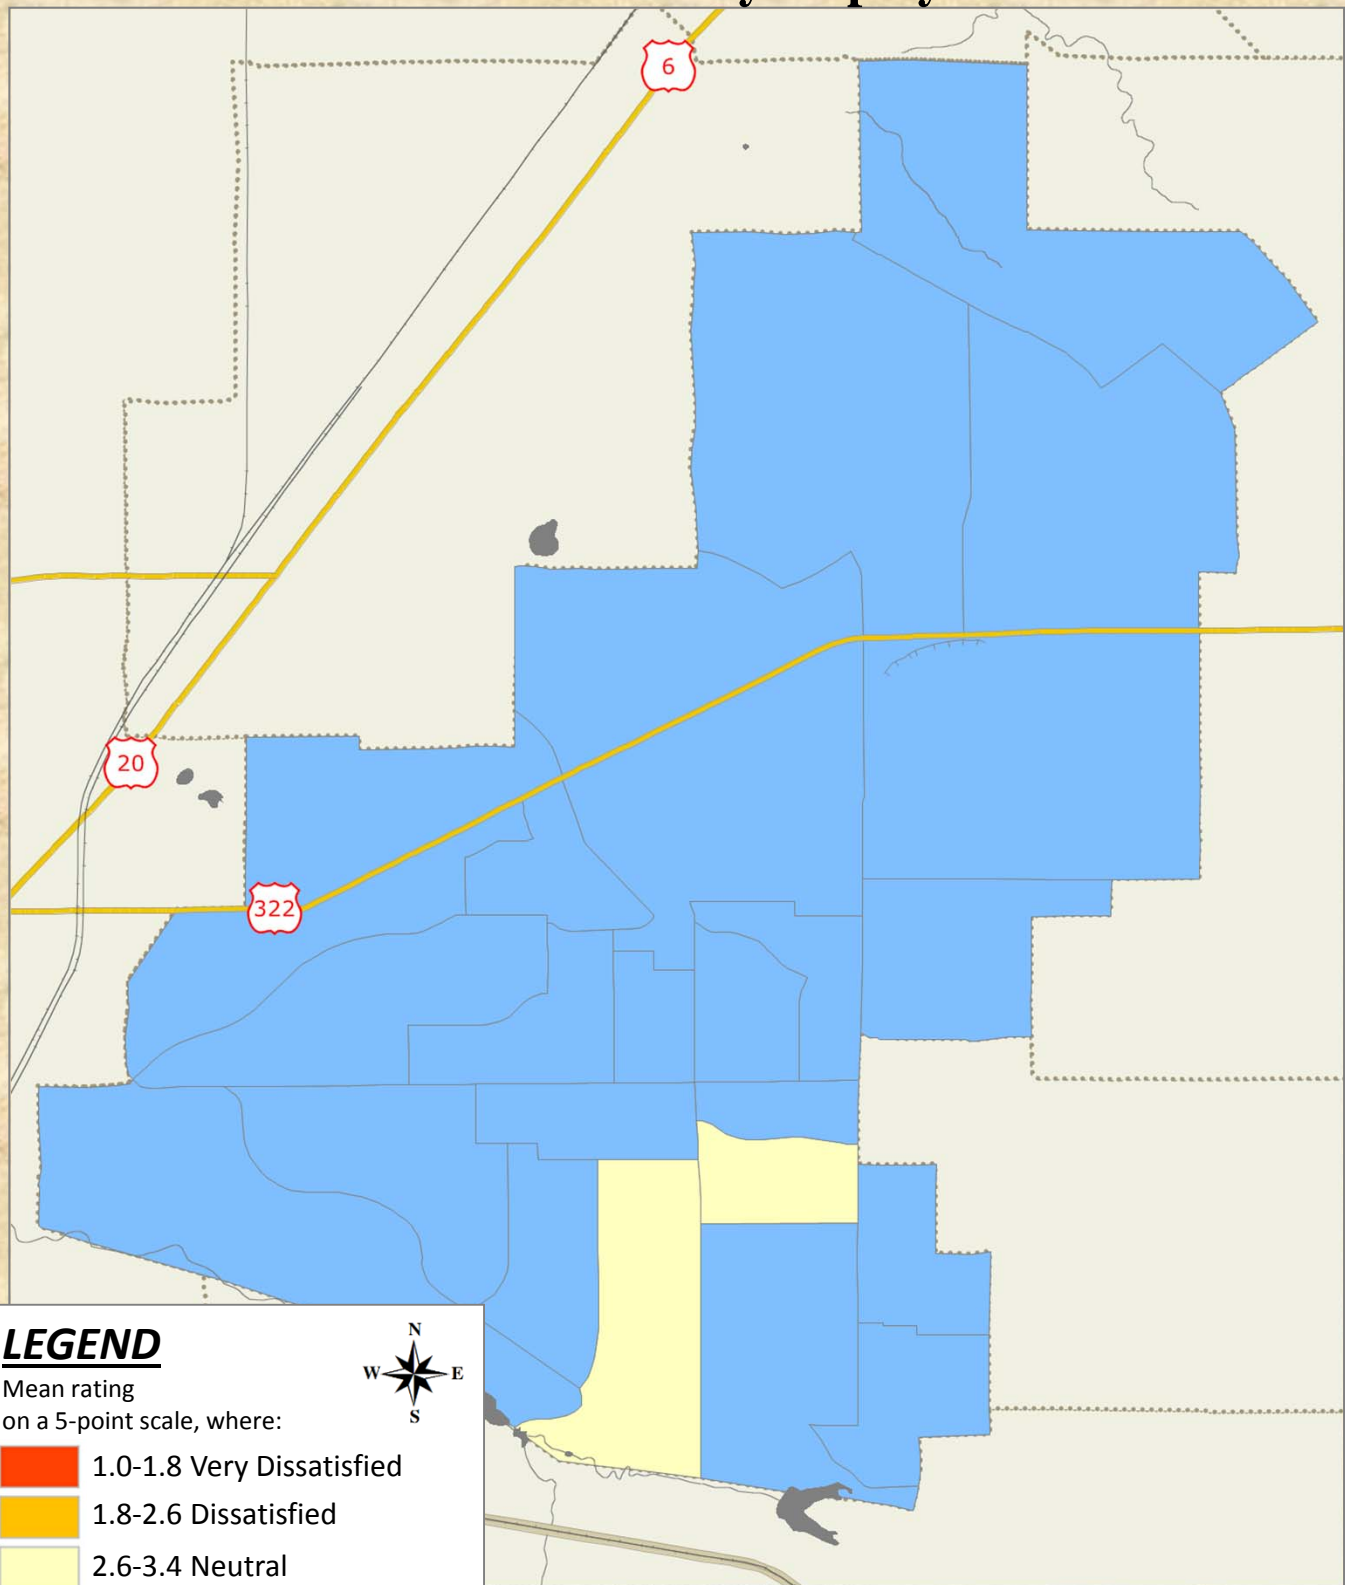 6
20
322
LEGEND
N
W E
S
Mean rating
on a 5-point scale, where:
1.0-1.8 Very Dissatisfied
1.8-2.6 Dissatisfied
2.6-3.4 Neutral